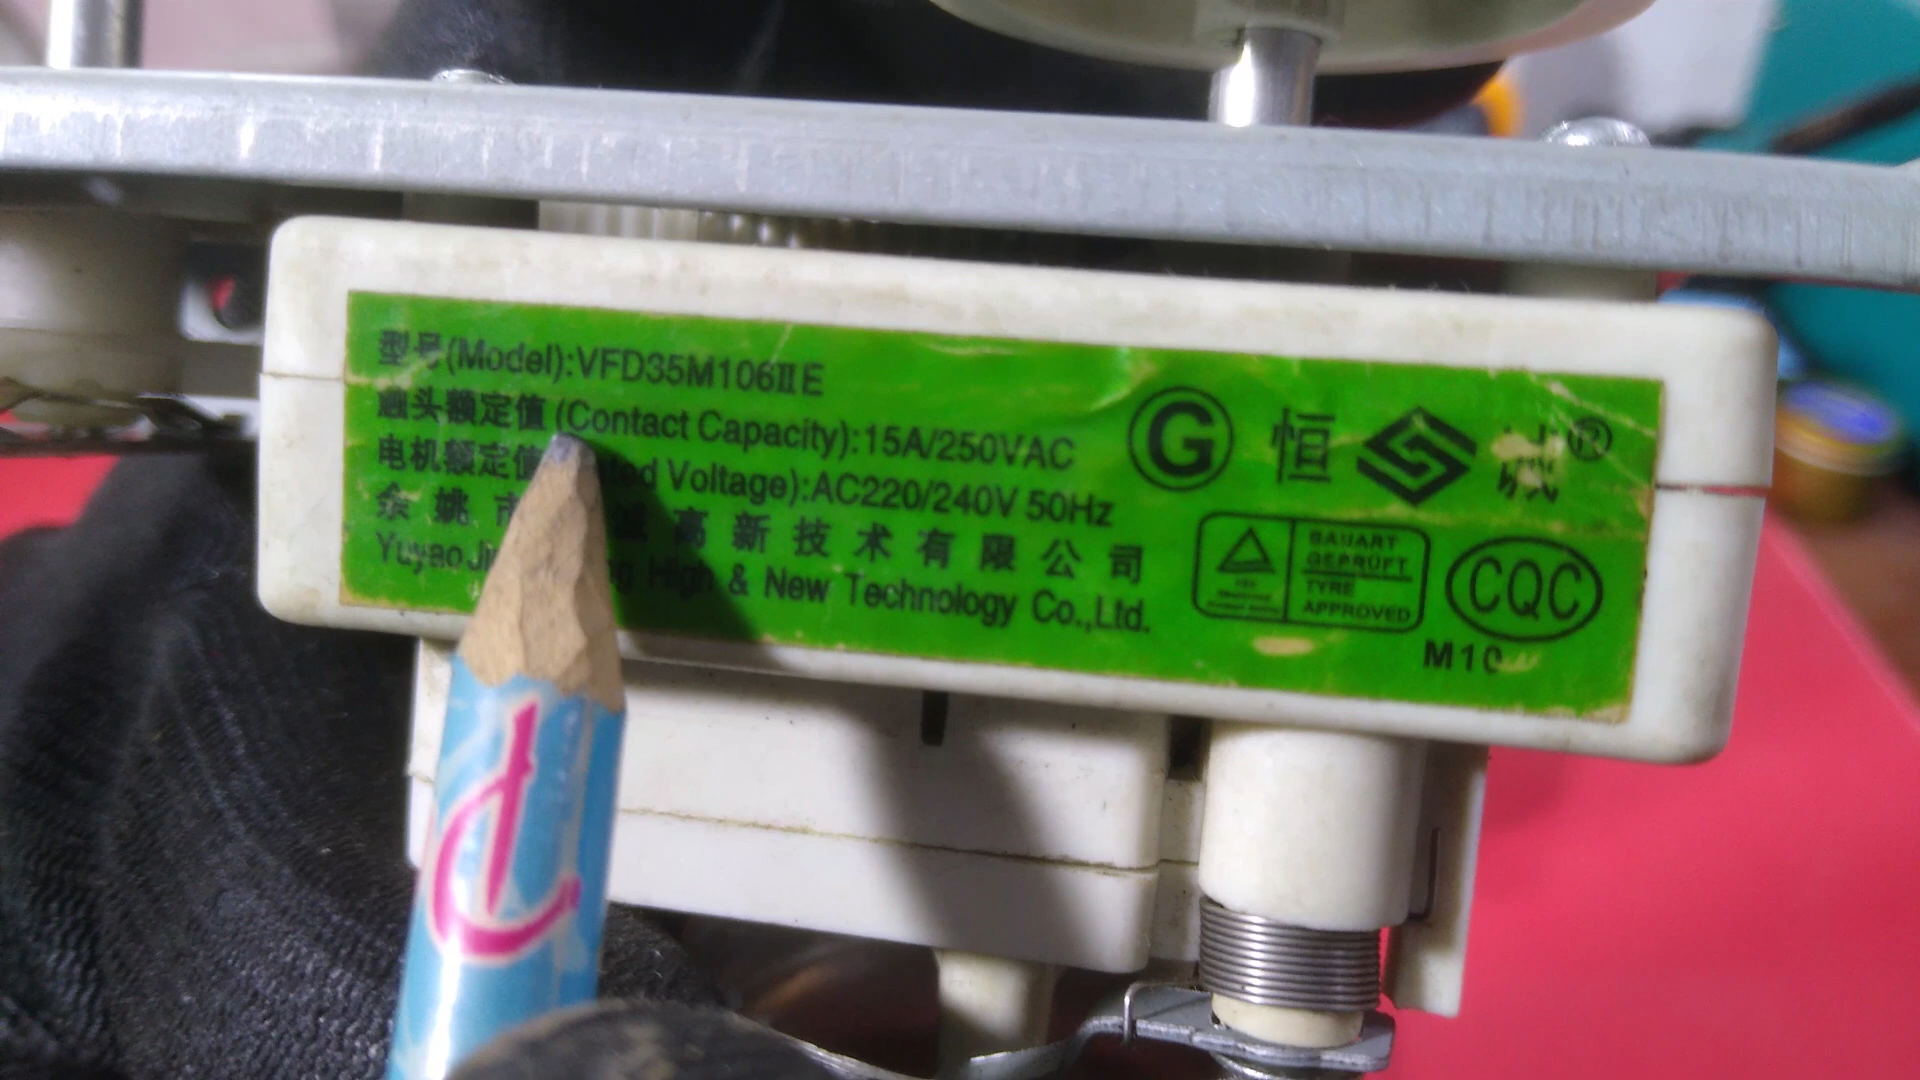 型号(Model):VFD35M106ⅡE
触头额定值 (Contact Capacity):15A/250VAC
电机额定值 Voltage):AC220/240V 50Hz
余姚市 高新技术有限公司
Yuyao High & New Technology Co.,Ltd.
G 恒 诚®
BAUART
GEPRÜFT
TYPE
APPROVED
CQC
M10